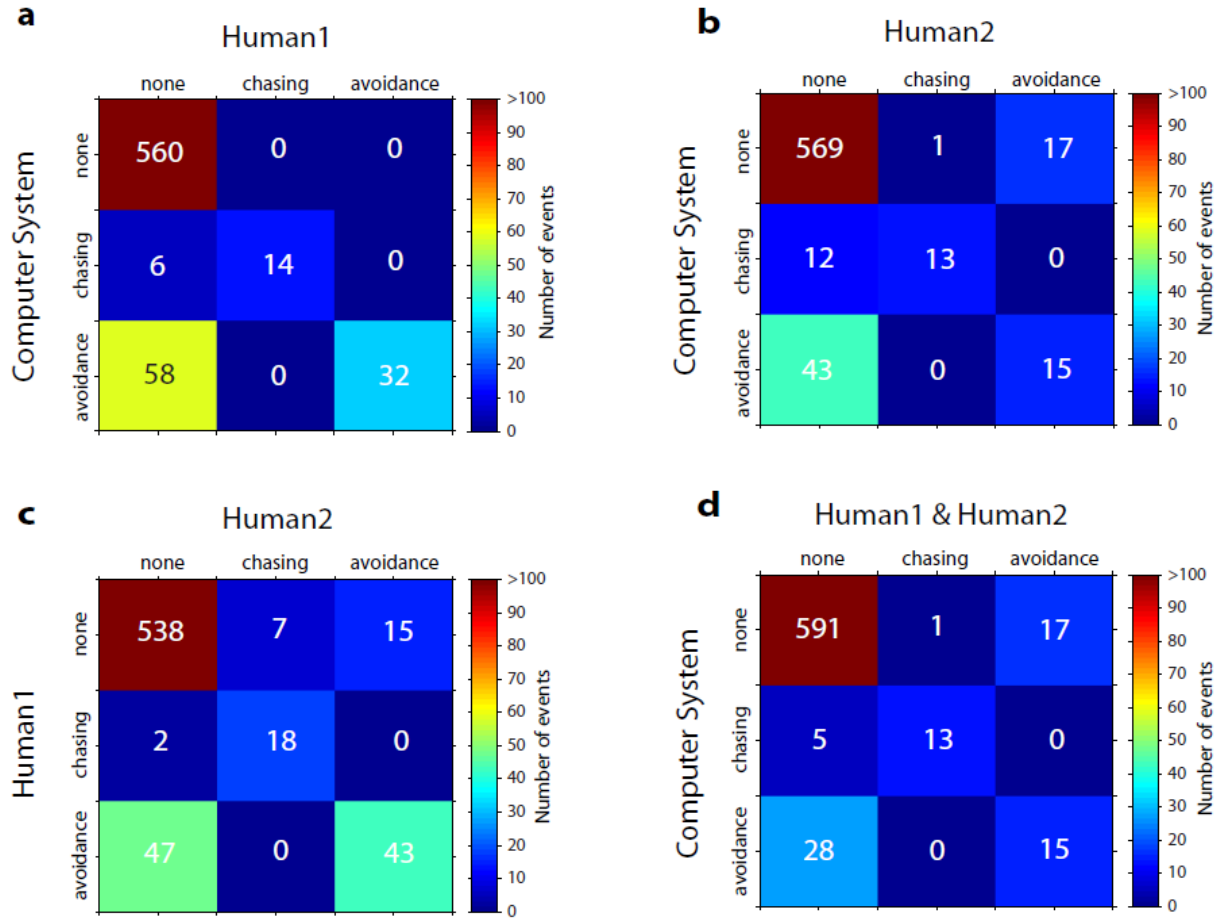 a
Human1
none chasing avoidance
Computer System
none
560 0 0
chasing
6 14 0
avoidance
58 0 32
>100
90
80
70
60
50
40
30
20
10
0
Number of events
b
Human2
none chasing avoidance
Computer System
none
569 1 17
chasing
12 13 0
avoidance
43 0 15
>100
90
80
70
60
50
40
30
20
10
0
Number of events
c
Human2
none chasing avoidance
Human1
none
538 7 15
chasing
2 18 0
avoidance
47 0 43
>100
90
80
70
60
50
40
30
20
10
0
Number of events
d
Human1 & Human2
none chasing avoidance
Computer System
none
591 1 17
chasing
5 13 0
avoidance
28 0 15
>100
90
80
70
60
50
40
30
20
10
0
Number of events